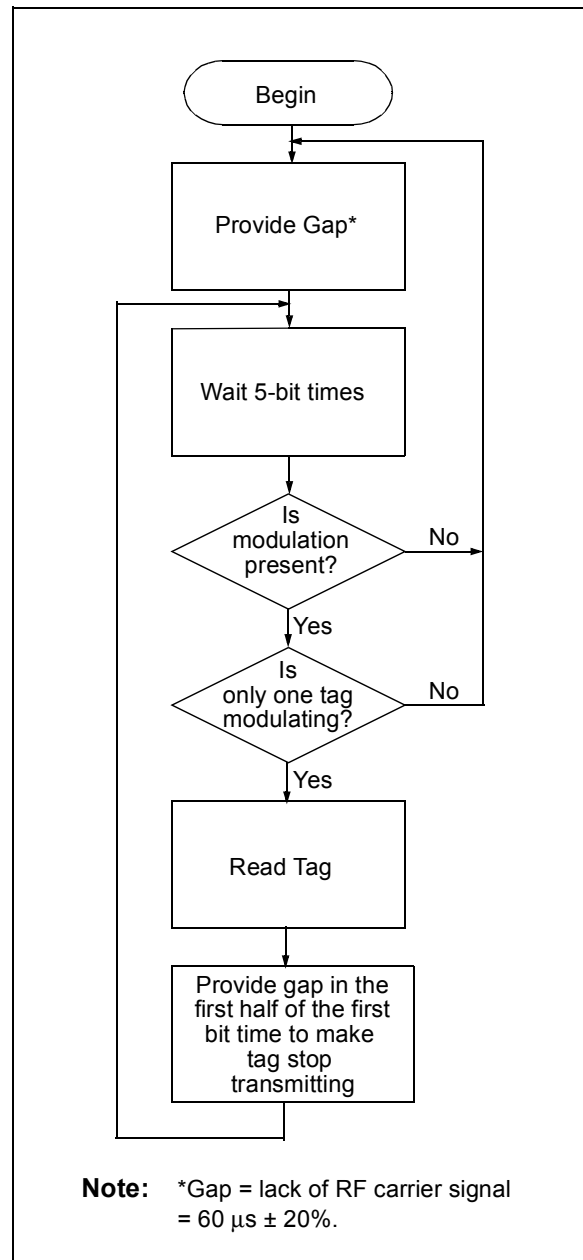 Begin
Provide Gap*
Wait 5-bit times
Is
modulation
present?
No
Yes
Is
only one tag
modulating?
No
Yes
Read Tag
Provide gap in the
first half of the first
bit time to make
tag stop
transmitting
Note: *Gap = lack of RF carrier signal
= 60 μs ± 20%.